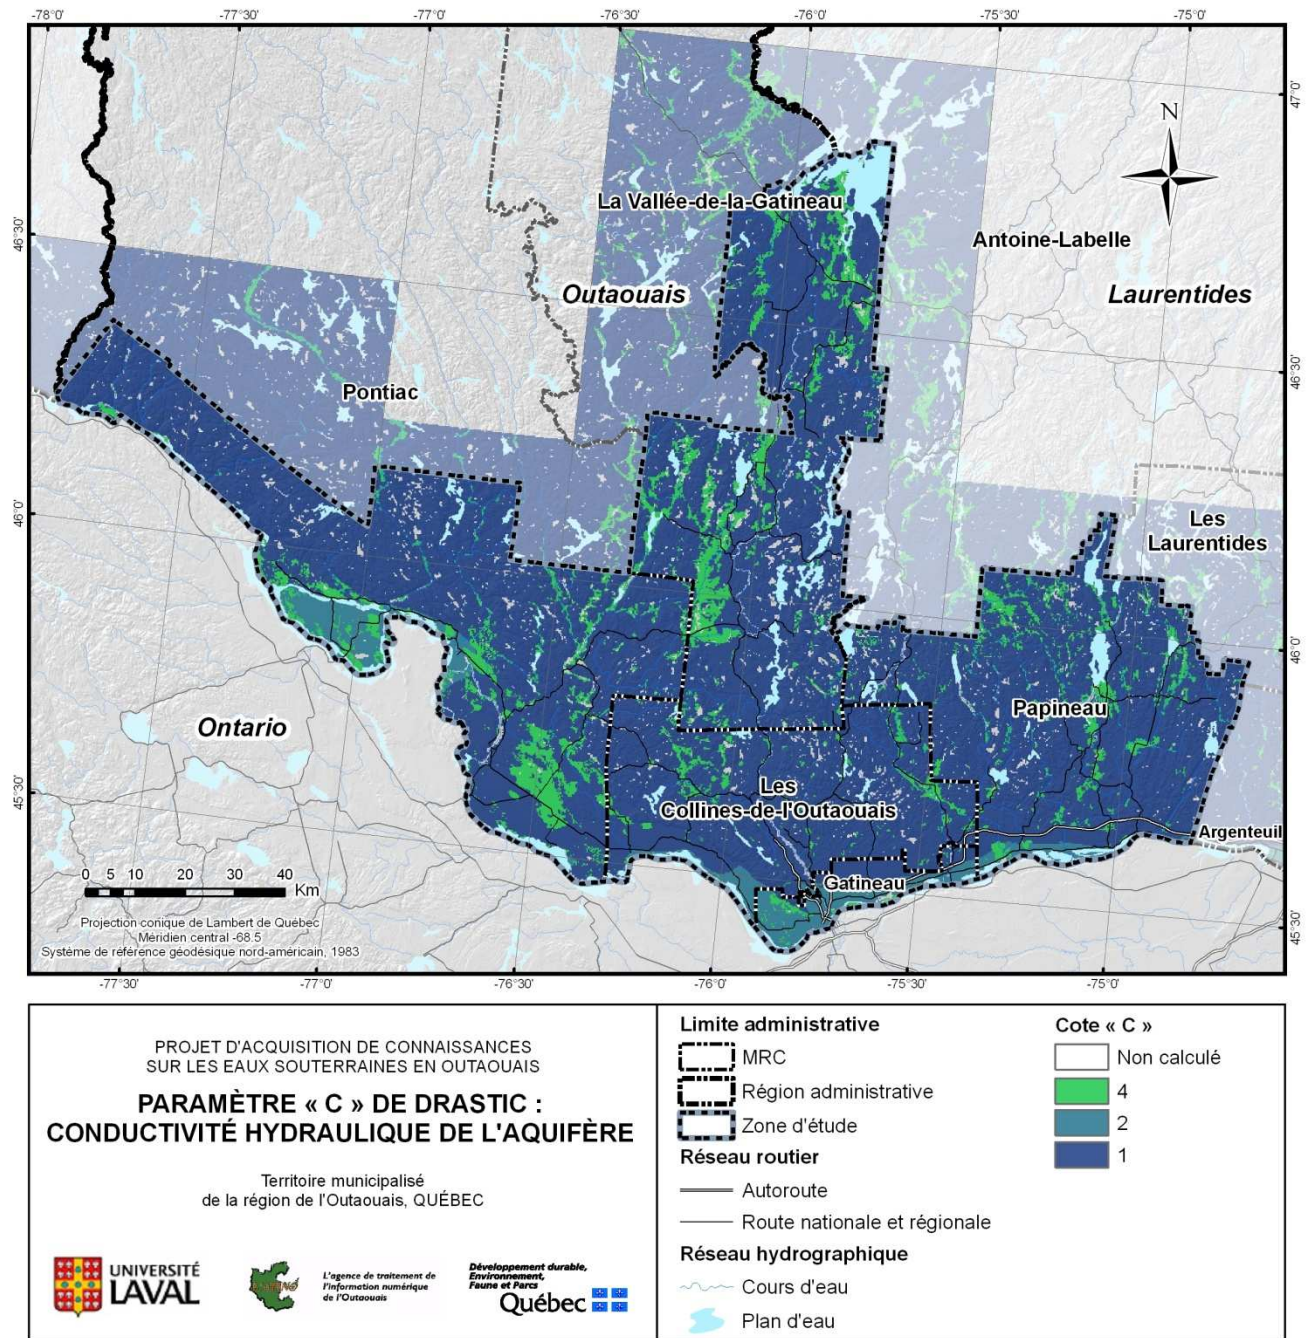 -78°0' -77°30' -77°0' -76°30' -76°0' -75°30' -75°0'
47°0'
N
La Vallée-de-la-Gatineau
46°30'
Antoine-Labelle
Outaouais
Laurentides
46°30'
Pontiac
46°0'
Les
Laurentides
46°0'
Papineau
Ontario
45°30'
Les
Collines-de-l'Outaouais
Argenteuil
Gatineau
0 5 10 20 30 40
Km
45°30'
Projection conique de Lambert de Québec
Méridien central -68.5
Système de référence géodésique nord-américain, 1983
-77°30' -77°0' -76°30' -76°0' -75°30' -75°0'
PROJET D'ACQUISITION DE CONNAISSANCES
SUR LES EAUX SOUTERRAINES EN OUTAOUAIS
PARAMÈTRE « C » DE DRASTIC :
CONDUCTIVITÉ HYDRAULIQUE DE L'AQUIFÈRE
Territoire municipalisé
de la région de l'Outaouais, QUÉBEC
UNIVERSITÉ
LAVAL
L'agence de traitement de
l'information numérique
de l'Outaouais
Développement durable,
Environnement,
Faune et Parcs
Québec
Limite administrative
MRC
Région administrative
Zone d'étude
Réseau routier
Autoroute
Route nationale et régionale
Réseau hydrographique
Cours d'eau
Plan d'eau
Cote « C »
Non calculé
4
2
1